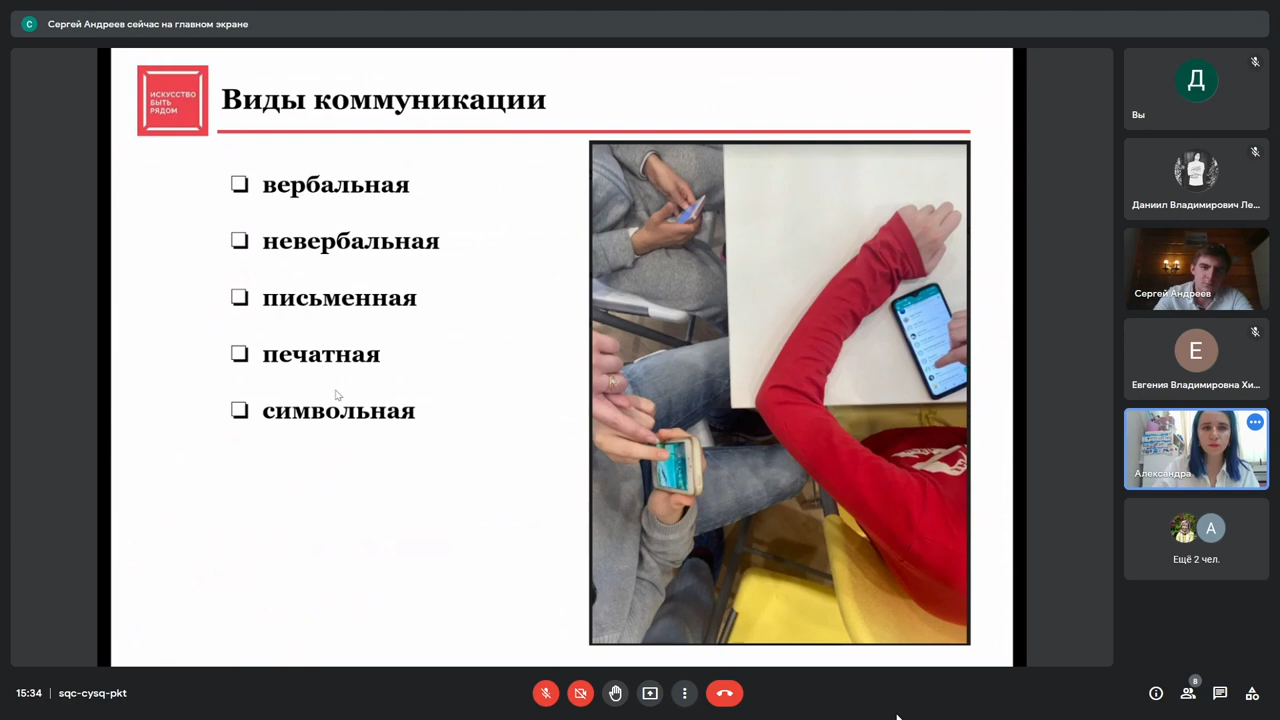 С
Сергей Андреев сейчас на главном экране
ИСКУССТВО
БЫТЬ
РЯДОМ
Виды коммуникации
❏ вербальная
❏ невербальная
❏ письменная
❏ печатная
❏ символьная
Д
Вы
Даниил Владимирович Ле...
Сергей Андреев
Е
Евгения Владимировна Хи...
Александра
А
Ещё 2 чел.
15:34 | sqc-cysq-pkt
8